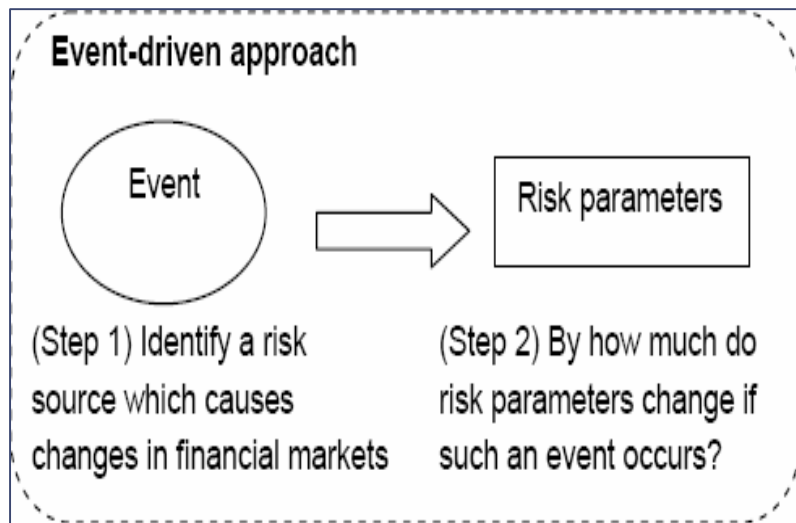 Event-driven approach
Event
Risk parameters
(Step 1) Identify a risk
source which causes
changes in financial markets
(Step 2) By how much do
risk parameters change if
such an event occurs?